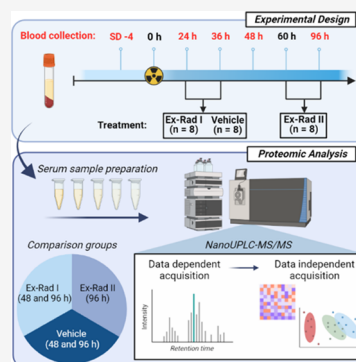 Experimental Design
Blood collection: SD -4 0 h 24 h 36 h 48 h 60 h 96 h
Treatment:
Ex-Rad I
(n = 8)
Vehicle
(n = 8)
Ex-Rad II
(n = 8)
Proteomic Analysis
Serum sample preparation
Comparison groups
Ex-Rad I
(48 and 96 h)
Ex-Rad II
(96 h)
Vehicle
(48 and 96 h)
NanoUPLC-MS/MS
Data dependent
acquisition
Data independent
acquisition
Intensity
Retention time